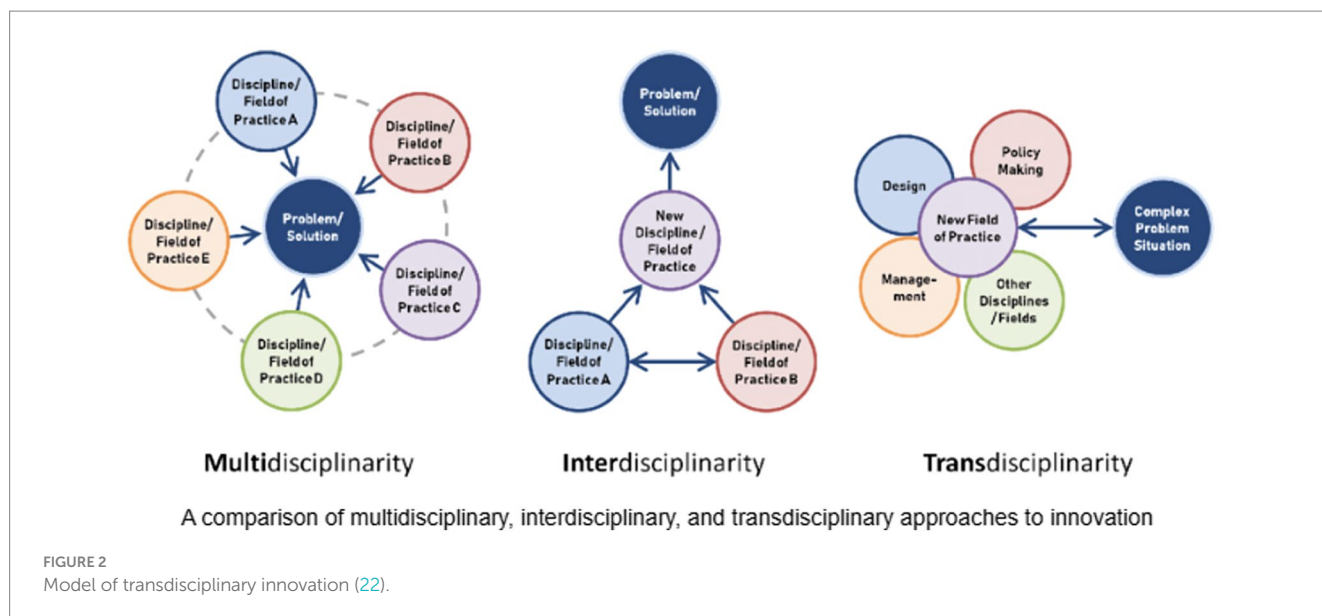 Discipline/
Field of
Practice A
Discipline/
Field of
Practice B
Problem/
Solution
Discipline/
Field of
Practice E
Discipline/
Field of
Practice C
Discipline/
Field of
Practice D
Multidisciplinarity
Problem/
Solution
New
Discipline/
Field of
Practice
Discipline/
Field of
Practice A
Discipline/
Field of
Practice B
Interdisciplinarity
Policy
Making
Design
New Field
of Practice
Complex
Problem
Situation
Manage-
ment
Other
Disciplines
/Fields
Transdisciplinarity
A comparison of multidisciplinary, interdisciplinary, and transdisciplinary approaches to innovation
FIGURE 2
Model of transdisciplinary innovation (22).